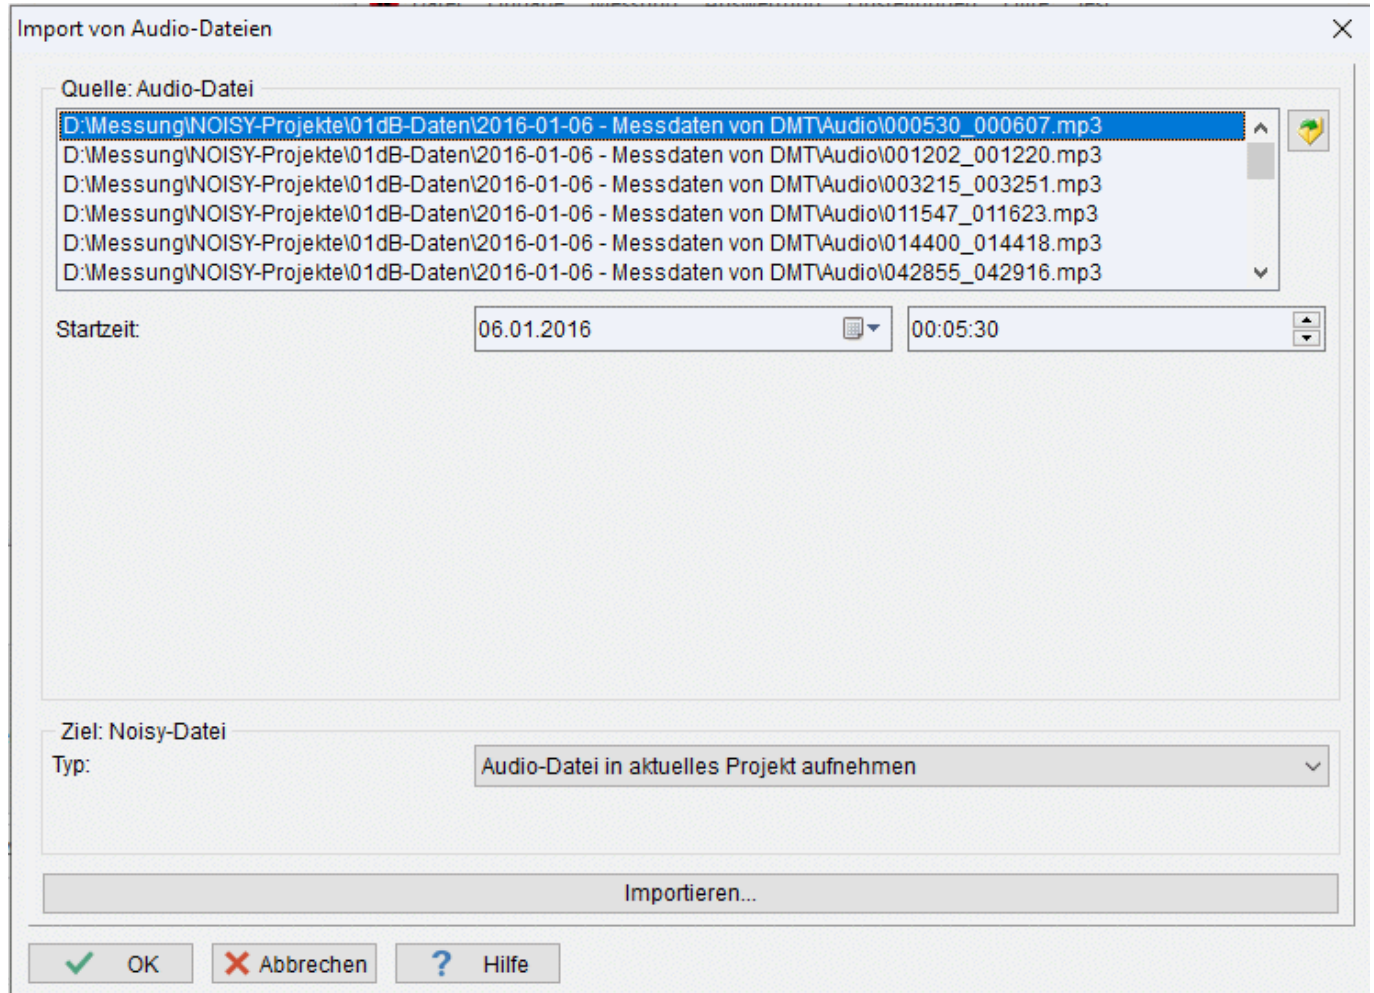 Import von Audio-Dateien
Quelle: Audio-Datei
D:\Messung\NOISY-Projekte\01dB-Daten\2016-01-06 - Messdaten von DMT\Audio\000530_000607.mp3
D:\Messung\NOISY-Projekte\01dB-Daten\2016-01-06 - Messdaten von DMT\Audio\001202_001220.mp3
D:\Messung\NOISY-Projekte\01dB-Daten\2016-01-06 - Messdaten von DMT\Audio\003215_003251.mp3
D:\Messung\NOISY-Projekte\01dB-Daten\2016-01-06 - Messdaten von DMT\Audio\011547_011623.mp3
D:\Messung\NOISY-Projekte\01dB-Daten\2016-01-06 - Messdaten von DMT\Audio\014400_014418.mp3
D:\Messung\NOISY-Projekte\01dB-Daten\2016-01-06 - Messdaten von DMT\Audio\042855_042916.mp3
Startzeit: 06.01.2016 00:05:30
Ziel: Noisy-Datei
Typ: Audio-Datei in aktuelles Projekt aufnehmen
Importieren...
OK Abbrechen ? Hilfe